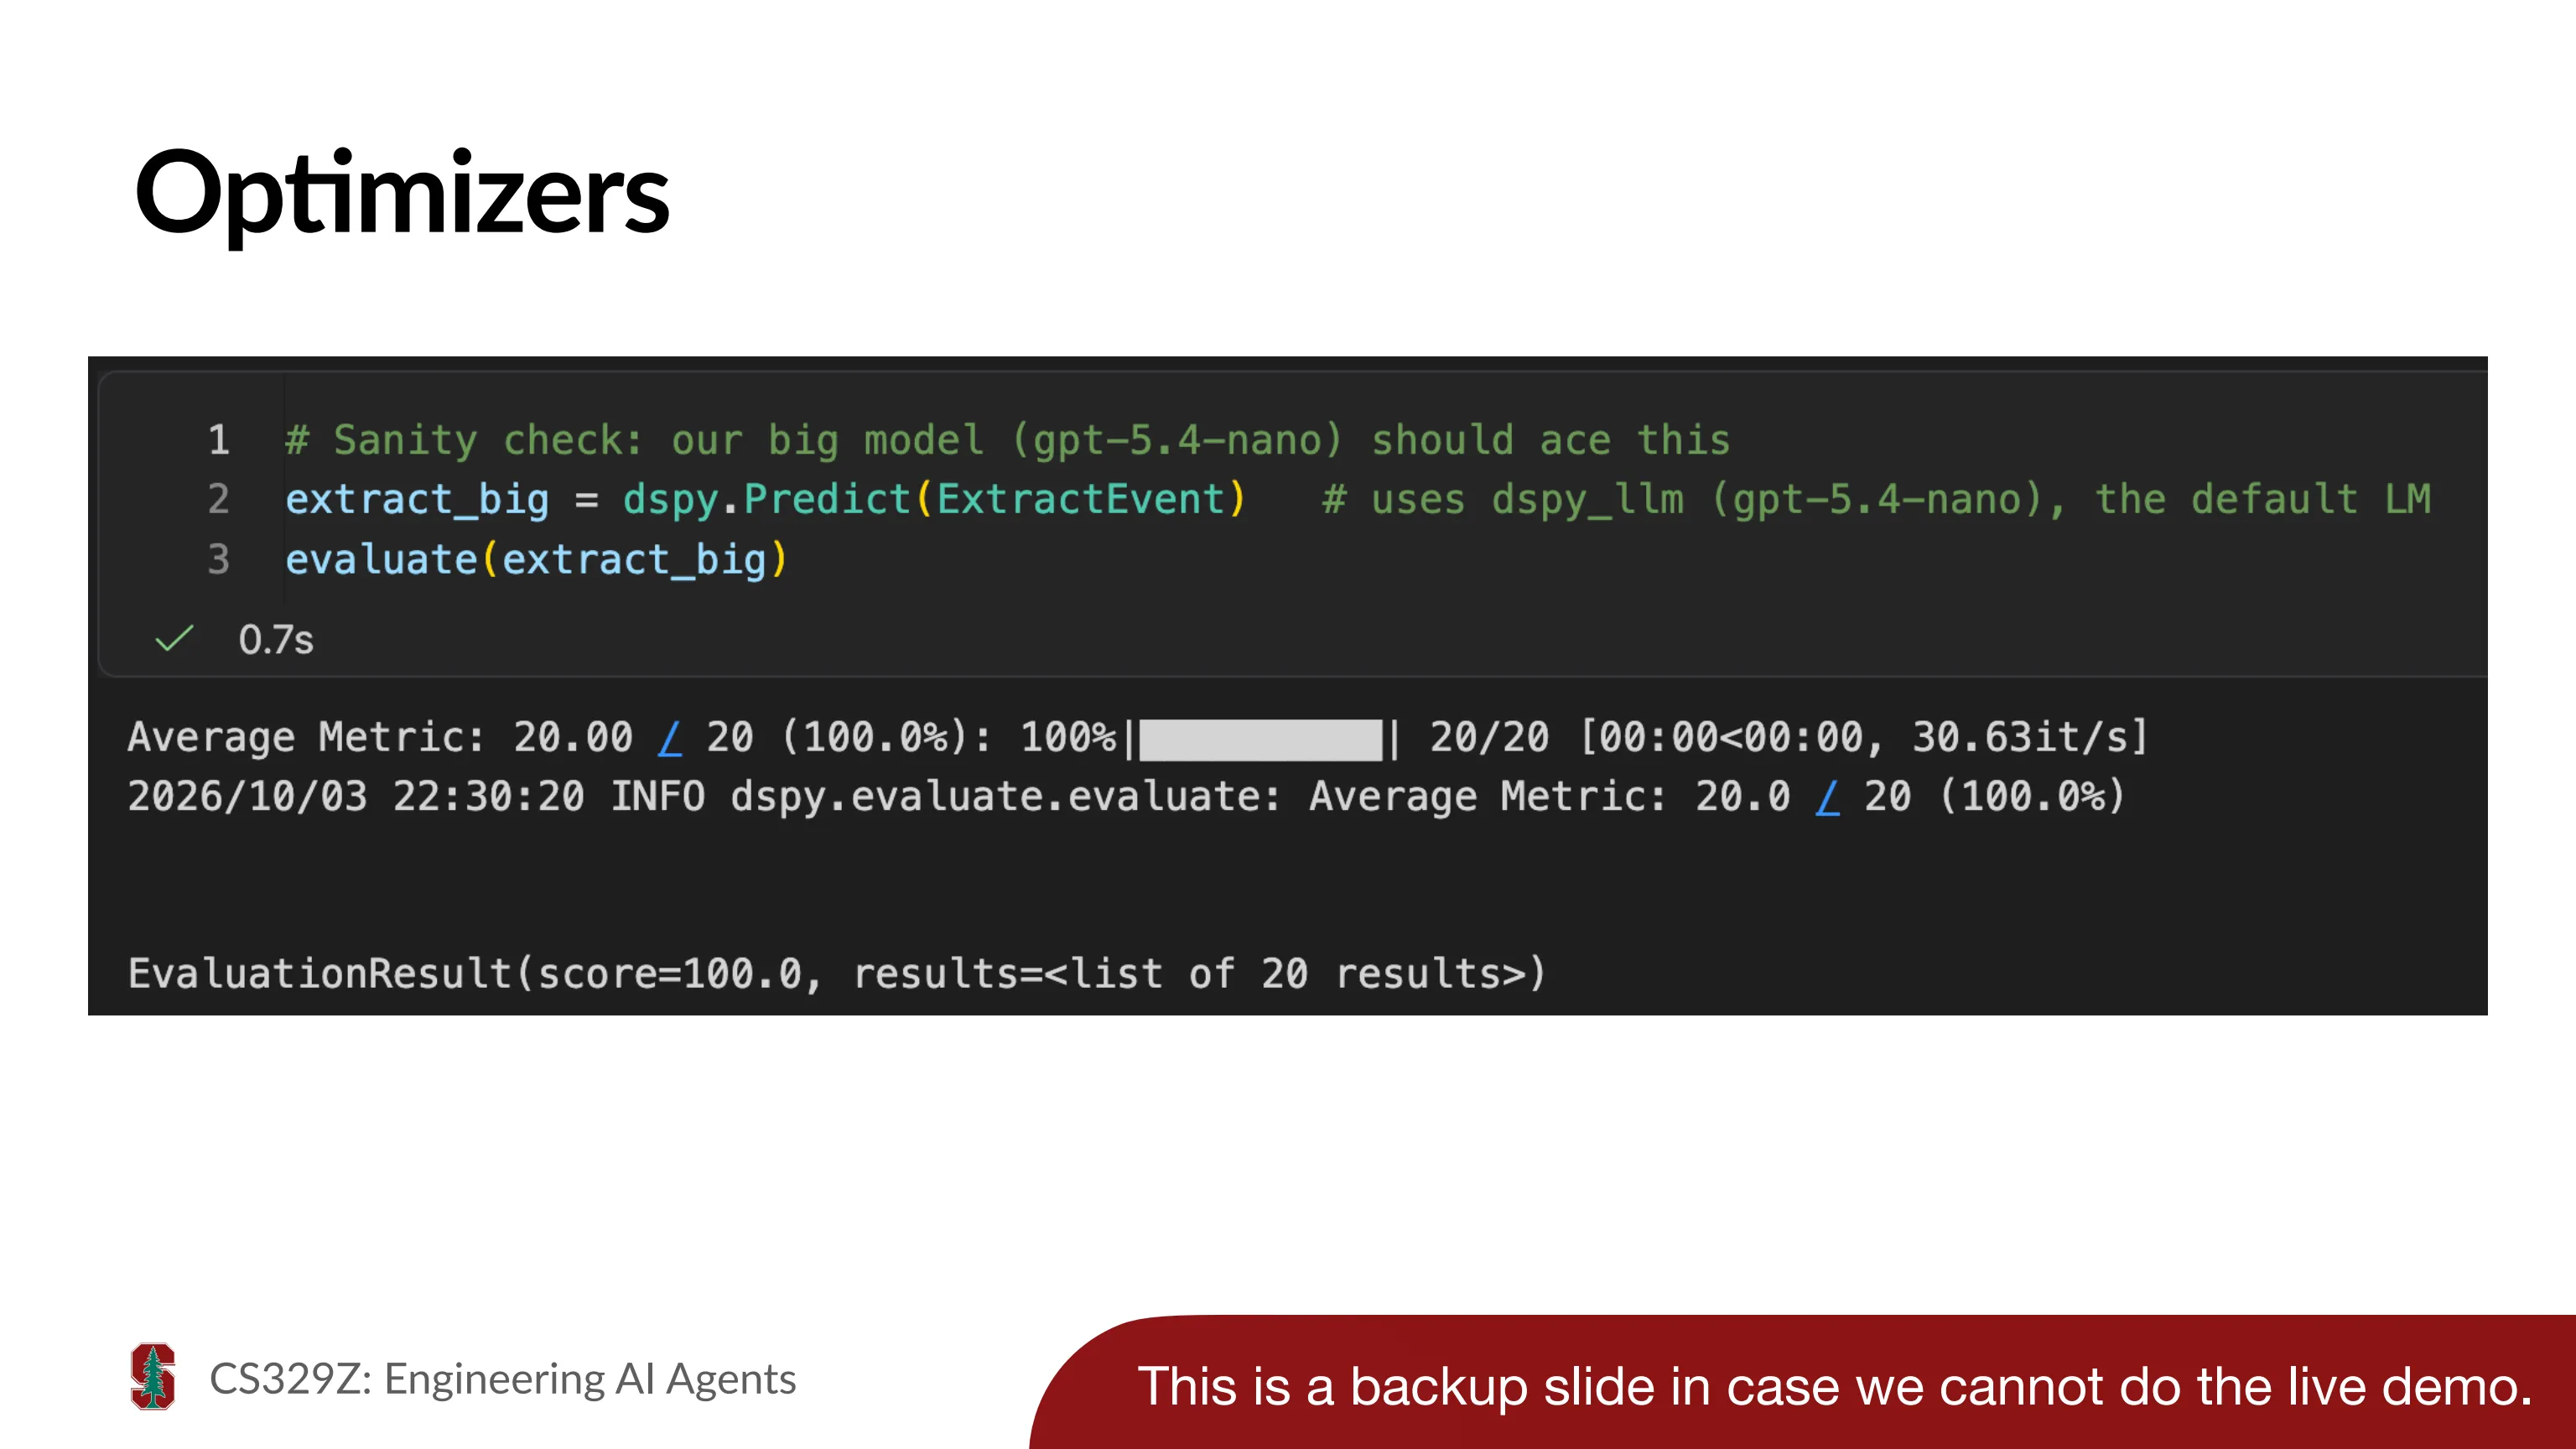 Optimizers
1 # Sanity check: our big model (gpt-5.4-nano) should ace this
2 extract_big = dspy.Predict(ExtractEvent)   # uses dspy_llm (gpt-5.4-nano), the default LM
3 evaluate(extract_big)
0.7s
Average Metric: 20.00 / 20 (100.0%): 100%|██████████| 20/20 [00:00<00:00, 30.63it/s]
2026/10/03 22:30:20 INFO dspy.evaluate.evaluate: Average Metric: 20.0 / 20 (100.0%)
EvaluationResult(score=100.0, results=<list of 20 results>)
CS329Z: Engineering AI Agents
This is a backup slide in case we cannot do the live demo.